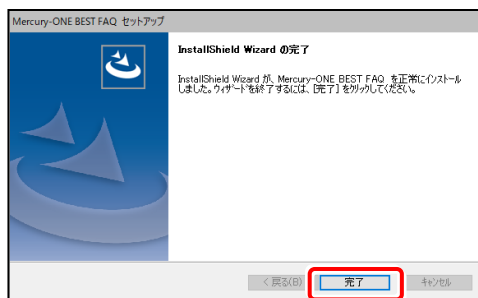 Mercury-ONE BEST FAQ セットアップ
InstallShield Wizard の完了
InstallShield Wizard が、Mercury-ONE BEST FAQ を正常にインストール
しました。ウィザードを終了するには、[完了] をクリックしてください。
< 戻る(B)
完了
キャンセル